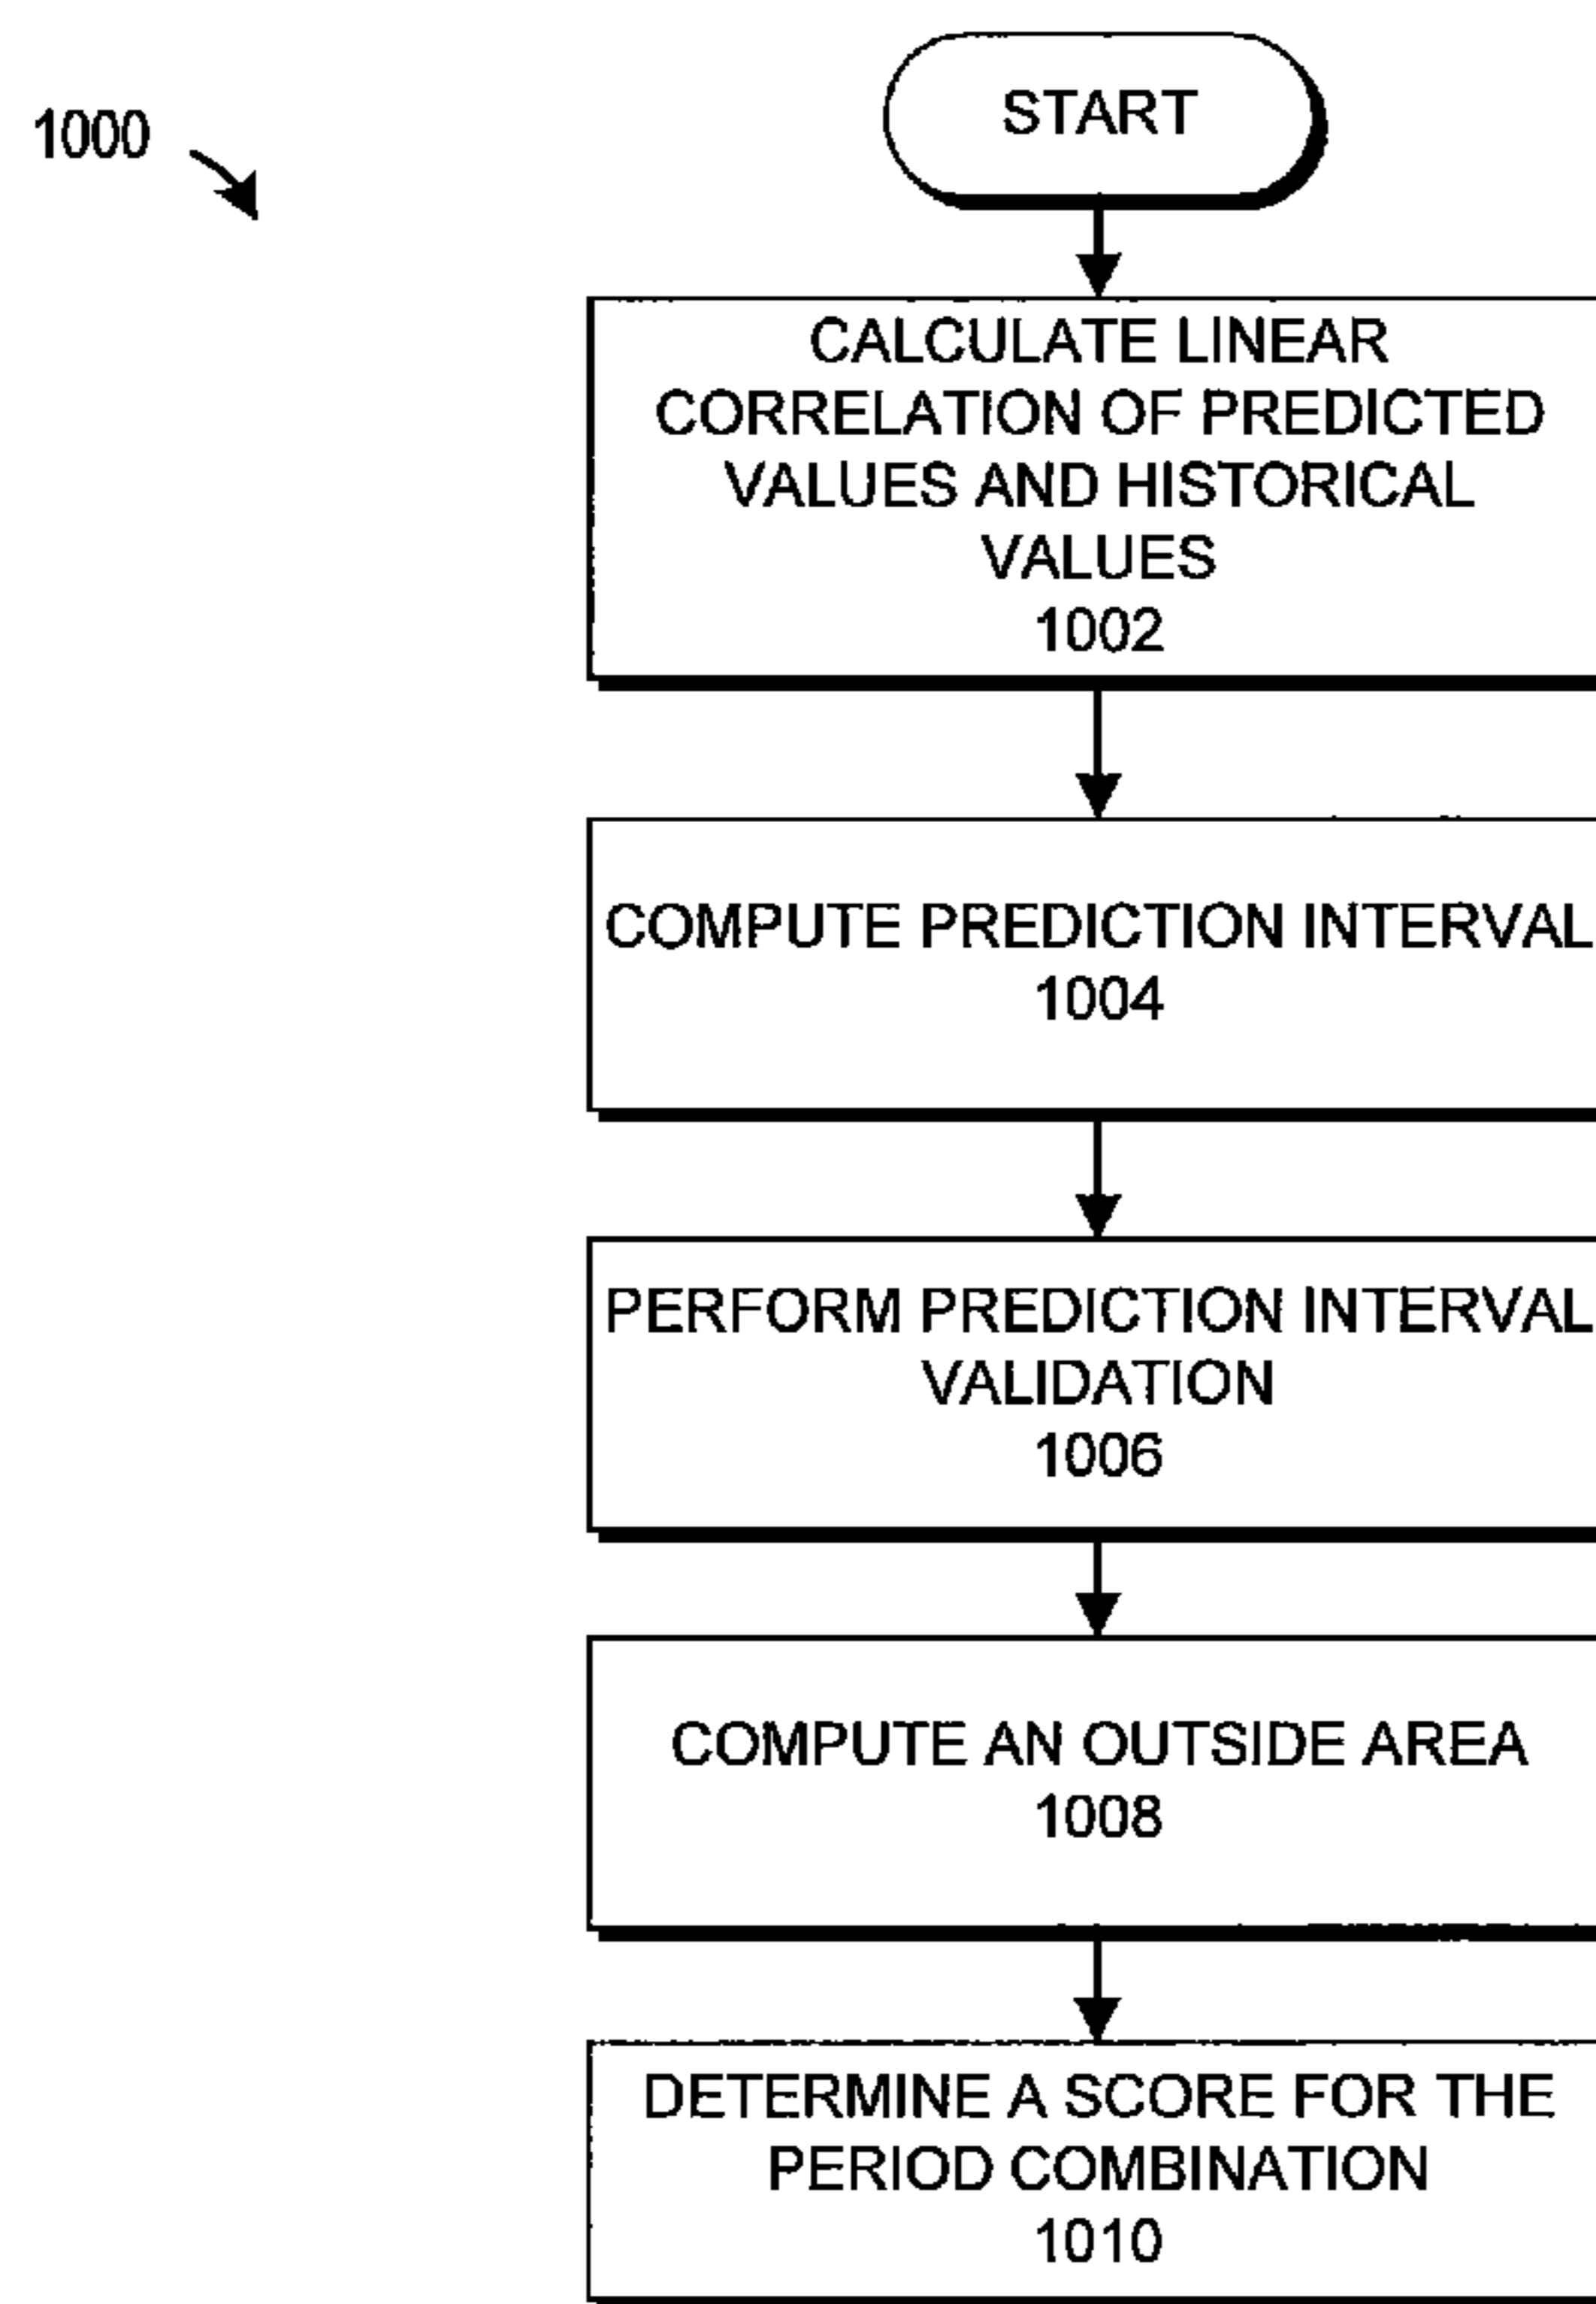 1000
START
CALCULATE LINEAR
CORRELATION OF PREDICTED
VALUES AND HISTORICAL
VALUES
1002
COMPUTE PREDICTION INTERVAL
1004
PERFORM PREDICTION INTERVAL
VALIDATION
1006
COMPUTE AN OUTSIDE AREA
1008
DETERMINE A SCORE FOR THE
PERIOD COMBINATION
1010